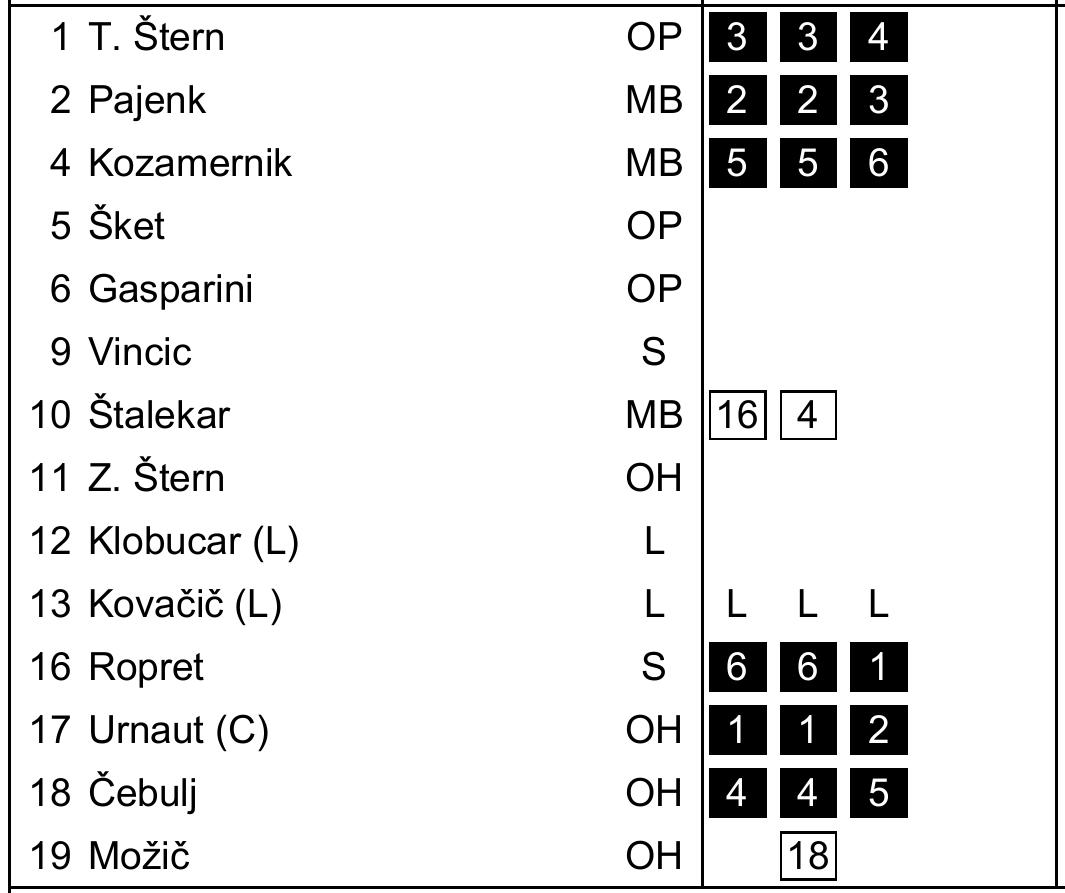 1 T. Štern OP 3 3 4
2 Pajenk MB 2 2 3
4 Kozamernik MB 5 5 6
5 Šket OP
6 Gasparini OP
9 Vincic S
10 Štalekar MB 16 4
11 Z. Štern OH
12 Klobucar (L) L
13 Kovačič (L) L L L L
16 Ropret S 6 6 1
17 Urnaut (C) OH 1 1 2
18 Čebulj OH 4 4 5
19 Možič OH 18